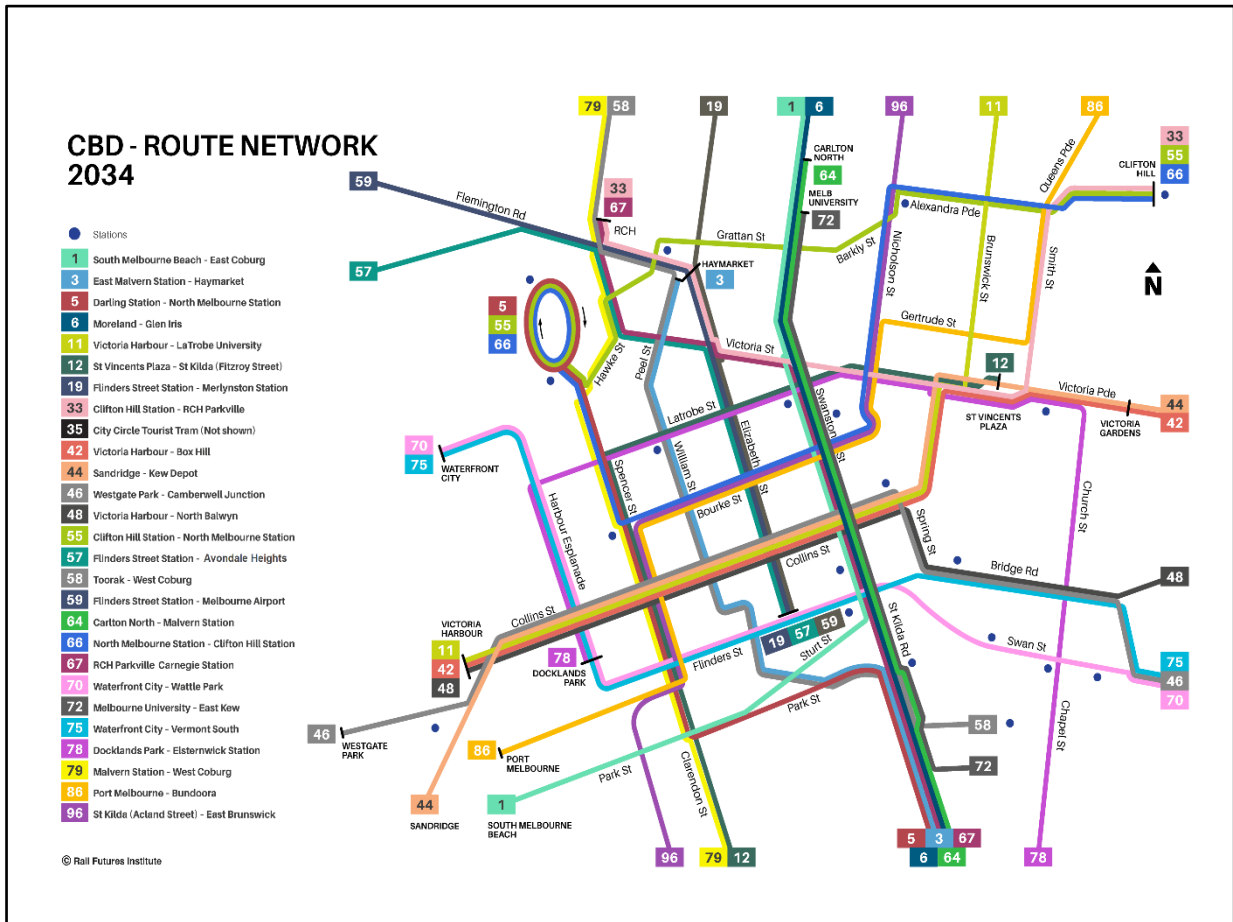 CBD - ROUTE NETWORK
2034
Stations
1 South Melbourne Beach - East Coburg
3 East Malvern Station - Haymarket
5 Darling Station - North Melbourne Station
6 Moreland - Glen Iris
11 Victoria Harbour - LaTrobe University
12 St Vincents Plaza - St Kilda (Fitzroy Street)
19 Flinders Street Station - Merlynston Station
33 Clifton Hill Station - RCH Parkville
35 City Circle Tourist Tram (Not shown)
42 Victoria Harbour - Box Hill
44 Sandridge - Kew Depot
46 Westgate Park - Camberwell Junction
48 Victoria Harbour - North Balwyn
55 Clifton Hill Station - North Melbourne Station
57 Flinders Street Station - Avondale Heights
58 Toorak - West Coburg
59 Flinders Street Station - Melbourne Airport
64 Carlton North - Malvern Station
66 North Melbourne Station - Clifton Hill Station
67 RCH Parkville Carnegie Station
70 Waterfront City - Wattle Park
72 Melbourne University - East Kew
75 Waterfront City - Vermont South
78 Docklands Park - Elsternwick Station
79 Malvern Station - West Coburg
86 Port Melbourne - Bundoora
96 St Kilda (Acland Street) - East Brunswick
© Rail Futures Institute
79 58
19
1 6
96
11
86
33
55
66
CLIFTON
HILL
CARLTON
NORTH
64
MELB
UNIVERSITY
72
59
57
Flemington Rd
33
67
RCH
Grattan St
Barkly St
Alexandra Pde
Queens Pde
HAYMARKET
3
Nicholson St
Brunswick St
Smith St
N
5
55
66
Hawke St
Peel St
Victoria St
Gertrude St
12
Victoria Pde
ST VINCENTS
PLAZA
VICTORIA
GARDENS
44
42
Latrobe St
Swanston St
70
75
WATERFRONT
CITY
Spencer St
William St
Elizabeth St
Bourke St
Harbour Esplanade
Collins St
Spring St
Church St
Bridge Rd
48
Collins St
VICTORIA
HARBOUR
11
42
48
78
DOCKLANDS
PARK
Flinders St
19 57 59
Sturt St
St Kilda Rd
Swan St
75
46
70
46
WESTGATE
PARK
Park St
58
72
Chapel St
86
PORT
MELBOURNE
Park St
Clarendon St
44
SANDRIDGE
1
SOUTH MELBOURNE
BEACH
96
79 12
5 3 67
6 64
78